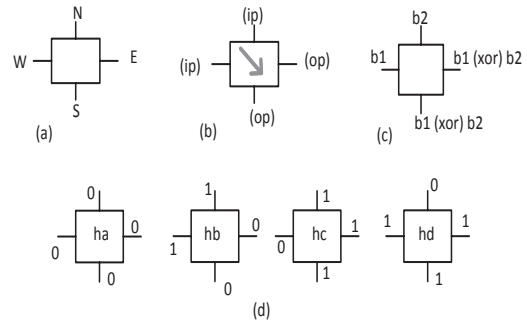 N
W E
S
(a)
(ip)
(ip) (op)
(op)
(b)
b2
b1 b1 (xor) b2
b1 (xor) b2
(c)
0
ha
0 0
0
1
hb
1 0
0
1
hc
0 1
1
0
hd
1 1
1
(d)